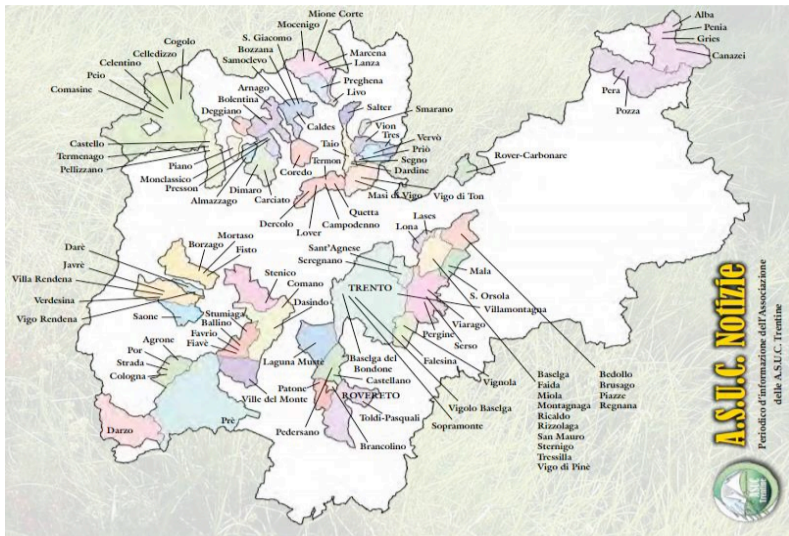 Cogolo
Celledizzo
Celentino
Peio
Comasine
Castello
Termenago
Pellizzano
S. Giacomo
Bozzana
Samoclevo
Mocenigo
Mione Corte
Marcena
Lanza
Preghena
Livo
Arnago
Bolentina
Deggiano
Caldes
Salter
Smarano
Vion
Tres
Vervò
Priò
Segno
Dardine
Taio
Termon
Piano
Monclassico
Presson
Almazzago
Dimaro
Carciato
Coredo
Masi di Vigo
Vigo di Ton
Quetta
Campodenno
Lover
Dercolo
Rover-Carbonare
Alba
Penia
Gries
Canazei
Pera
Pozza
Lases
Lona
Sant'Agnese
Seregnano
TRENTO
Mala
S. Orsola
Villamontagna
Viarago
Pergine
Serso
Falesina
Vignola
Mortaso
Borzago
Fisto
Darè
Javrè
Villa Rendena
Verdesina
Vigo Rendena
Saone
Stenico
Comano
Dasindo
Stumiaga
Ballino
Favrio
Fiavè
Agrone
Por
Strada
Cologna
Darzo
Prè
Ville del Monte
Laguna Mustè
Baselga del
Bondone
Castellano
Patone
ROVERETO
Toldi-Pasquali
Pedersano
Brancolino
Vigolo Baselga
Sopramonte
Baselga
Faida
Miola
Montagnaga
Ricaldo
Rizzolaga
San Mauro
Sternigo
Tressilla
Vigo di Pinè
Bedollo
Brusago
Piazze
Regnana
A.S.U.C. Notizie
Periodico d'informazione dell'Associazione
delle A.S.U.C. Trentine
ASUC
Trentine